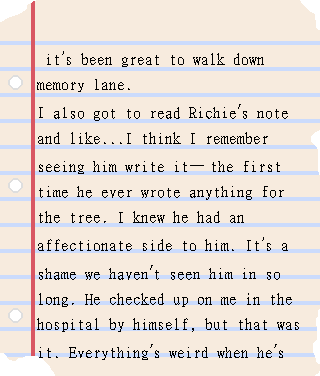 it's been great to walk down
memory lane.
I also got to read Richie's note
and like...I think I remember
seeing him write it— the first
time he ever wrote anything for
the tree. I knew he had an
affectionate side to him. It's a
shame we haven't seen him in so
long. He checked up on me in the
hospital by himself, but that was
it. Everything's weird when he's